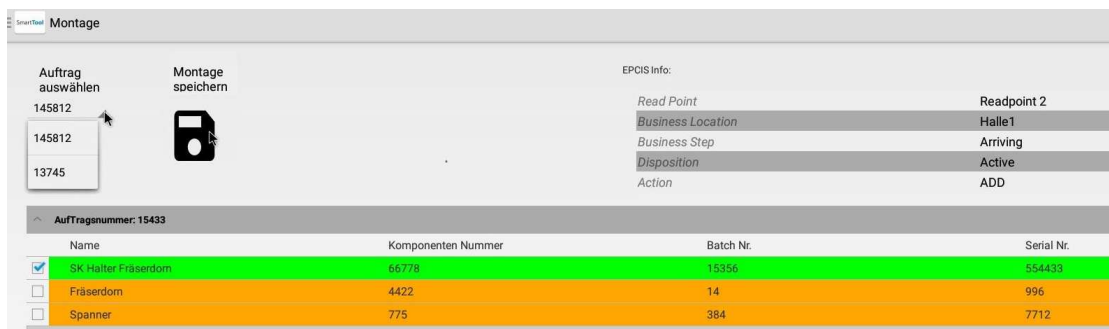 SmartTool Montage
Auftrag
auswählen
145812
145812
13745
Montage
speichern
EPCIS Info:
Read Point Readpoint 2
Business Location Halle1
Business Step Arriving
Disposition Active
Action ADD
AufTragsnummer: 15433
Name Komponenten Nummer Batch Nr. Serial Nr.
SK Halter Fräserdorn 66778 15356 554433
Fräserdorn 4422 14 996
Spanner 775 384 7712